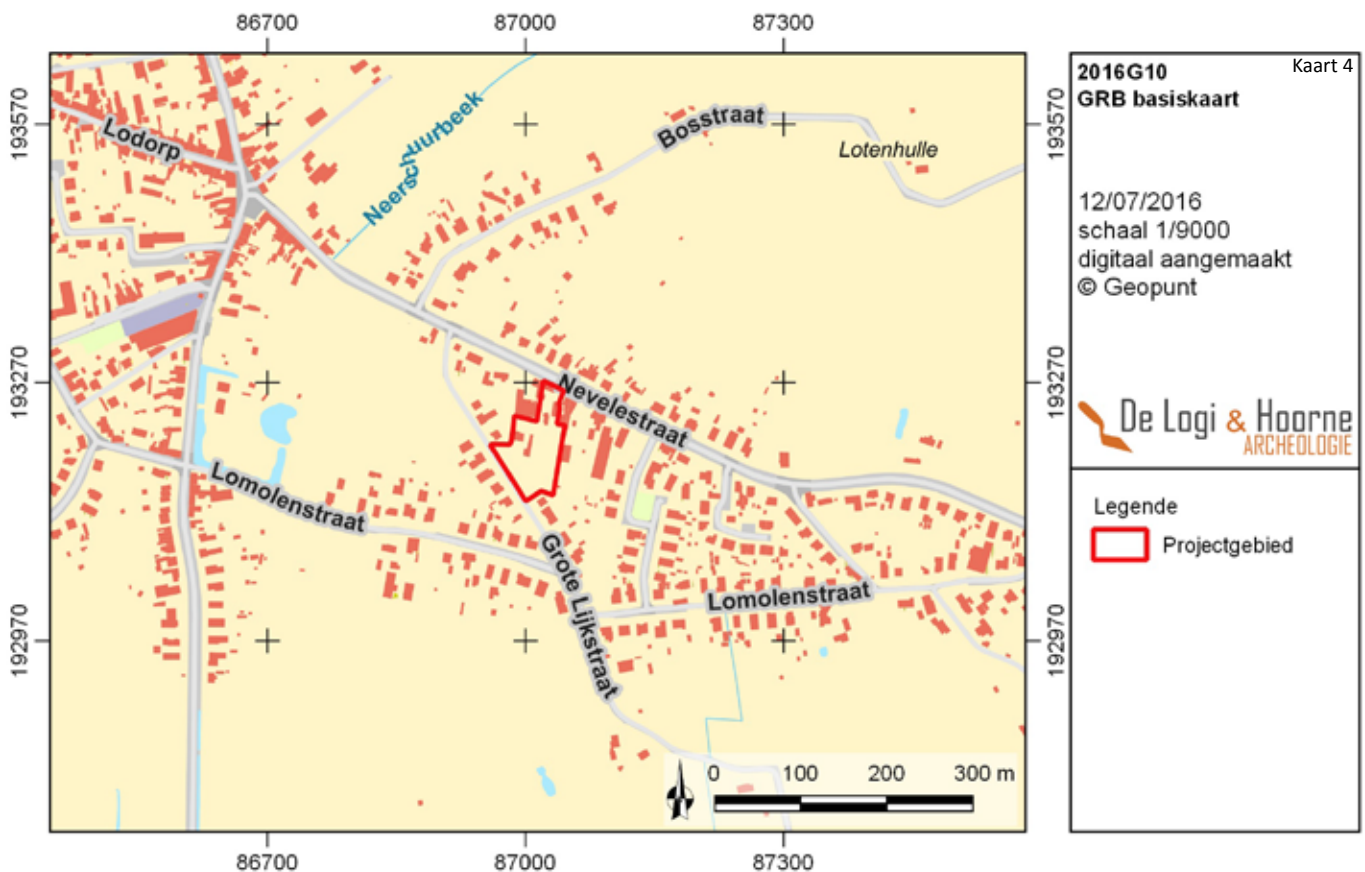 86700 87000 87300
193570
193270
192970
Lodorp
Neerschuurbeek
Bosstraat
Lotenhulle
Nevelestraat
Lomolenstraat
Grote Lijkstraat
Lomolenstraat
0 100 200 300 m
193570
193270
192970
86700 87000 87300
2016G10 Kaart 4
GRB basiskaart
12/07/2016
schaal 1/9000
digitaal aangemaakt
© Geopunt
De Logi & Hoorne
ARCHEOLOGIE
Legende
Projectgebied